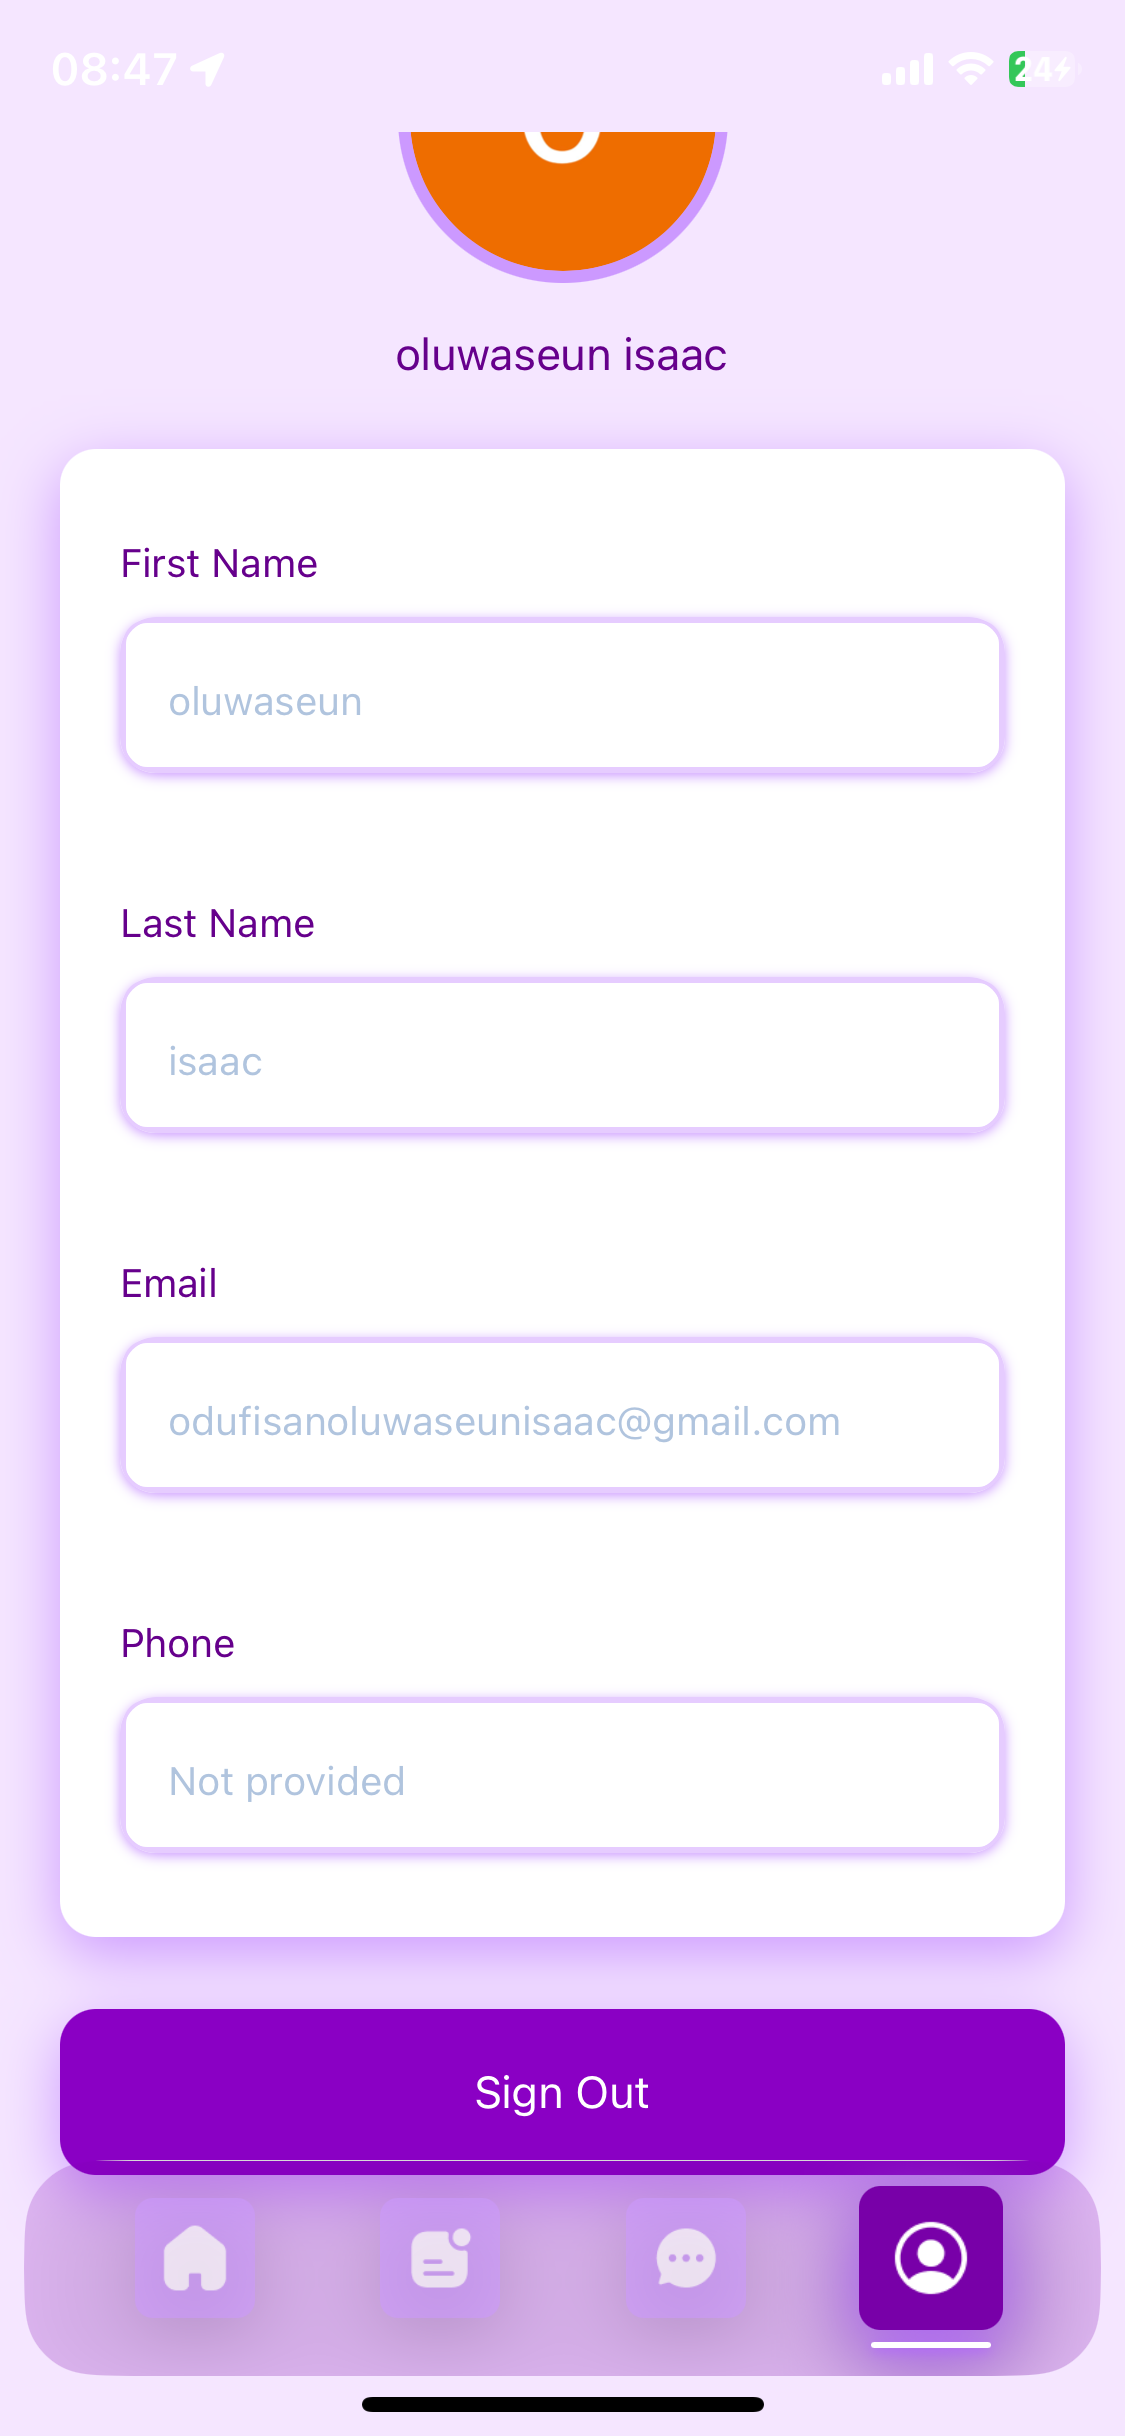 08:47
24
oluwaseun isaac
First Name
oluwaseun
Last Name
isaac
Email
odufisanoluwaseunisaac@gmail.com
Phone
Not provided
Sign Out